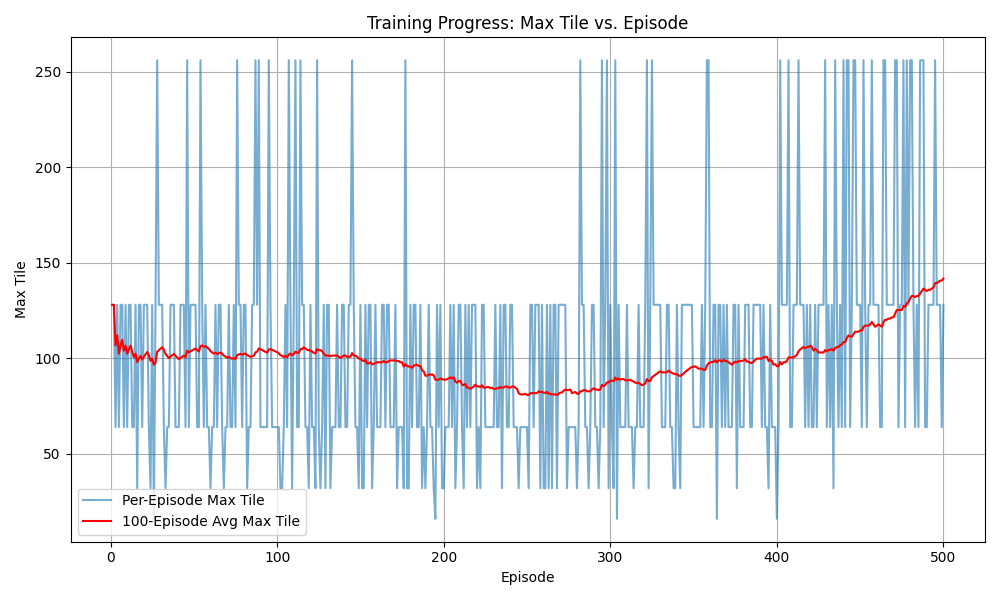 Training Progress: Max Tile vs. Episode
Max Tile
250
200
150
100
50
Per-Episode Max Tile
100-Episode Avg Max Tile
0 100 200 300 400 500
Episode